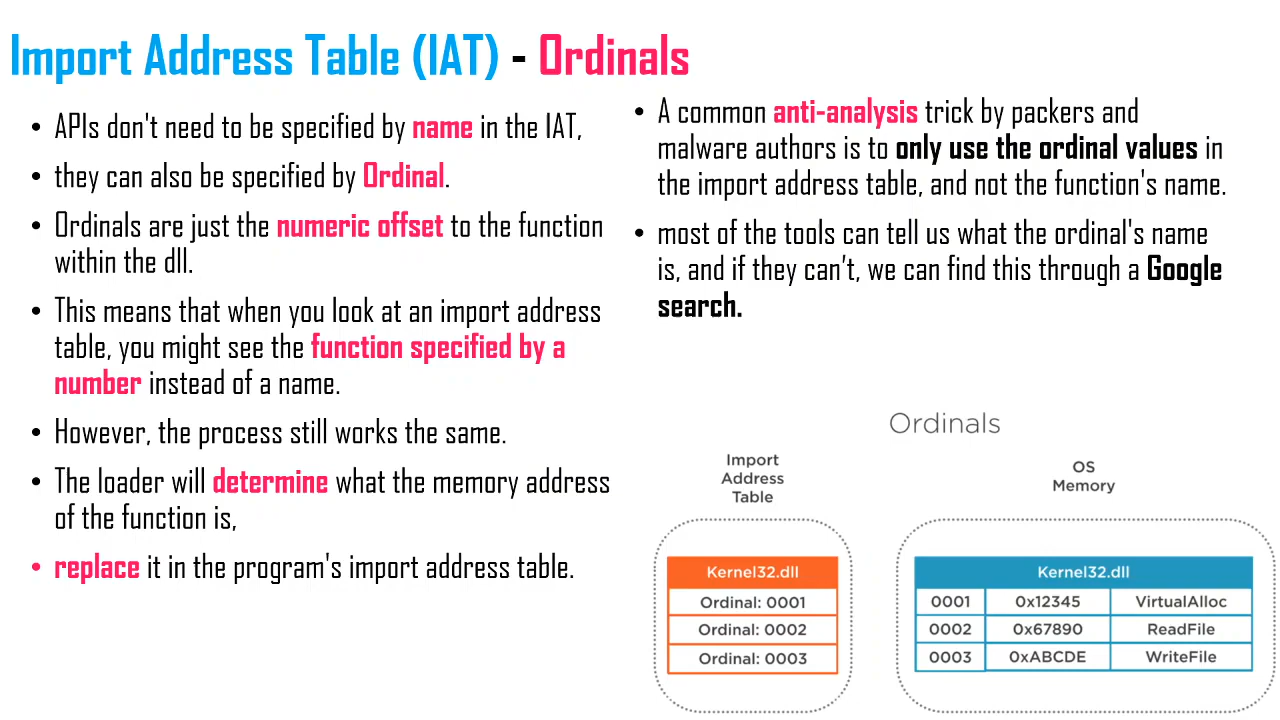 Import Address Table (IAT) - Ordinals
• APIs don't need to be specified by name in the IAT,
• they can also be specified by Ordinal.
• Ordinals are just the numeric offset to the function
within the dll.
• This means that when you look at an import address
table, you might see the function specified by a
number instead of a name.
• However, the process still works the same.
• The loader will determine what the memory address
of the function is,
• replace it in the program's import address table.
• A common anti-analysis trick by packers and
malware authors is to only use the ordinal values in
the import address table, and not the function's name.
• most of the tools can tell us what the ordinal's name
is, and if they can’t, we can find this through a Google
search.
Ordinals
Import
Address
Table
Kernel32.dll
Ordinal: 0001
Ordinal: 0002
Ordinal: 0003
OS
Memory
Kernel32.dll
0001 0x12345 VirtualAlloc
0002 0x67890 ReadFile
0003 0xABCDE WriteFile